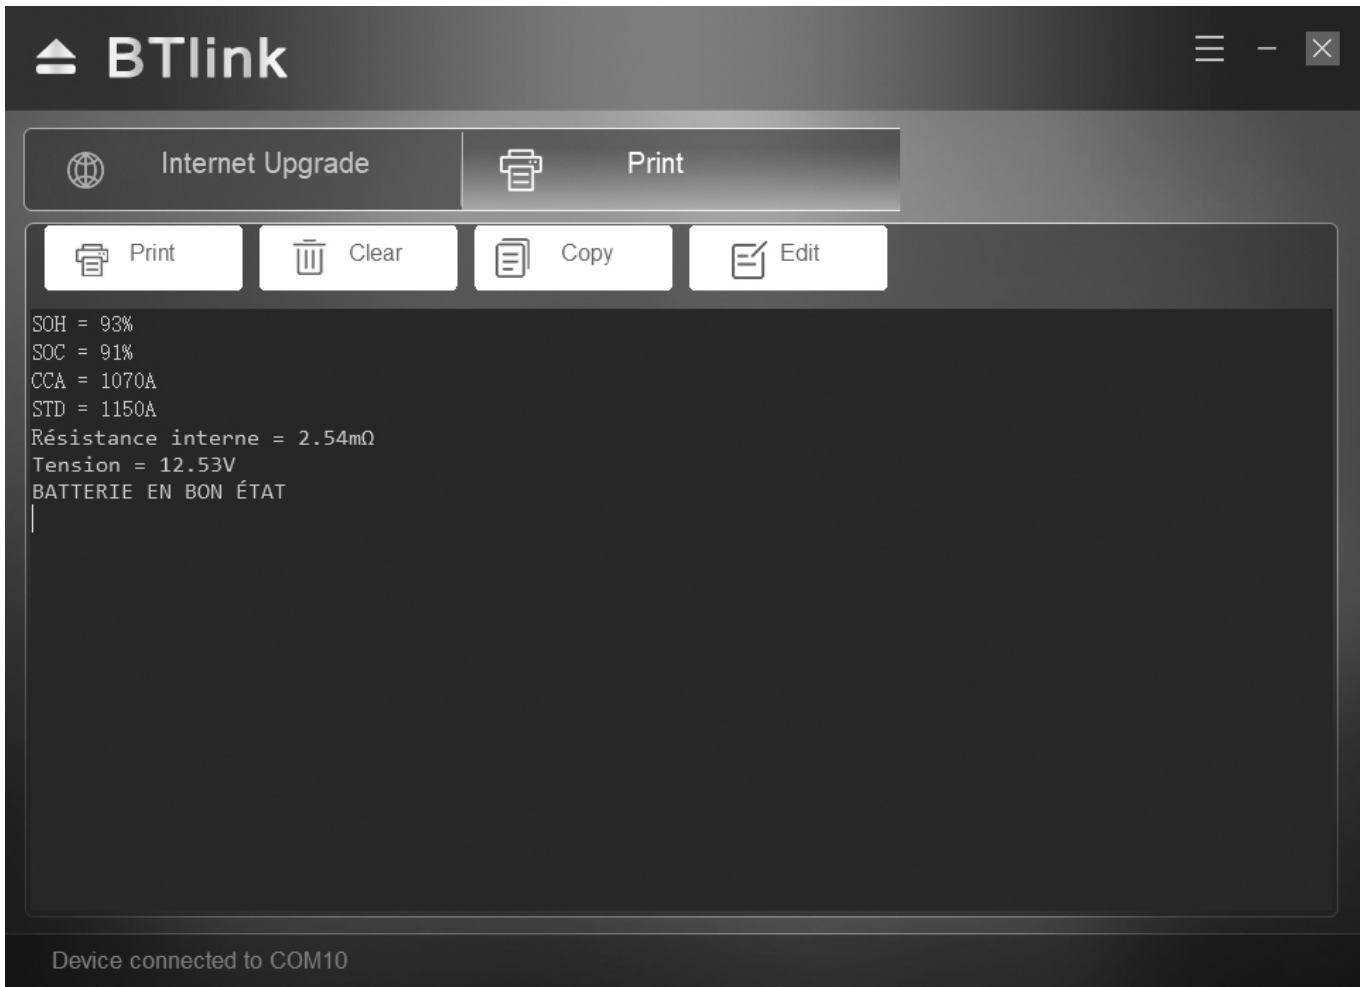 BTlink
Internet Upgrade
Print
Print
Clear
Copy
Edit
SOH = 93%
SOC = 91%
CCA = 1070A
STD = 1150A
Résistance interne = 2.54mΩ
Tension = 12.53V
BATTERIE EN BON ÉTAT
Device connected to COM10